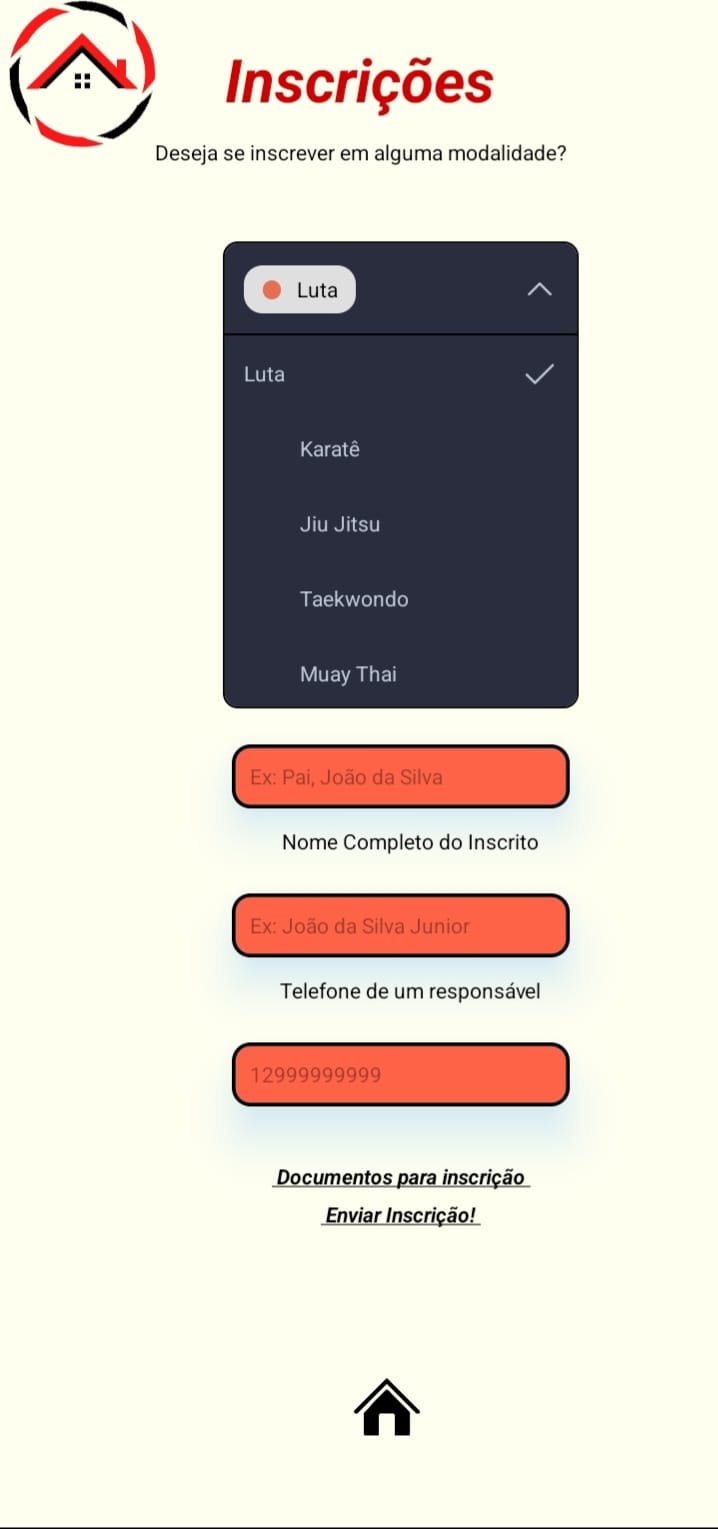 Inscrições
Deseja se inscrever em alguma modalidade?
Luta
Luta
Karatê
Jiu Jitsu
Taekwondo
Muay Thai
Ex: Pai, João da Silva
Nome Completo do Inscrito
Ex: João da Silva Junior
Telefone de um responsável
12999999999
Documentos para inscrição
Enviar Inscrição!